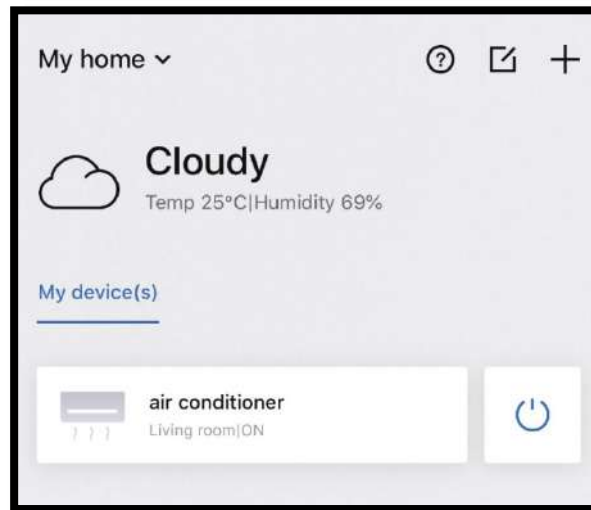 My home
Cloudy
Temp 25°C|Humidity 69%
My device(s)
air conditioner
Living room|ON